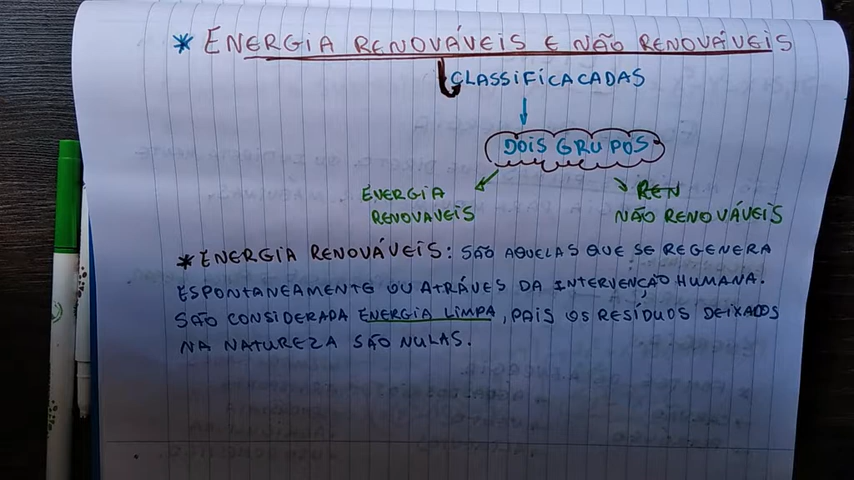 * ENERGIA RENOVÁVEIS E NÃO RENOVÁVEIS
CLASSIFICACADAS
DOIS GRUPOS
ENERGIA
RENOVAVEIS
REN
NÃO RENOVÁVEIS
* ENERGIA RENOVÁVEIS: SÃO AQUELAS QUE SE REGENERA
ESPONTANEAMENTE OU ATRÁVES DA INTERVENÇÃO HUMANA.
SÃO CONSIDERADA ENERGIA LIMPA, PAIS OS RESÍDUOS DEIXADOS
NA NATUREZA SÃO NULAS.